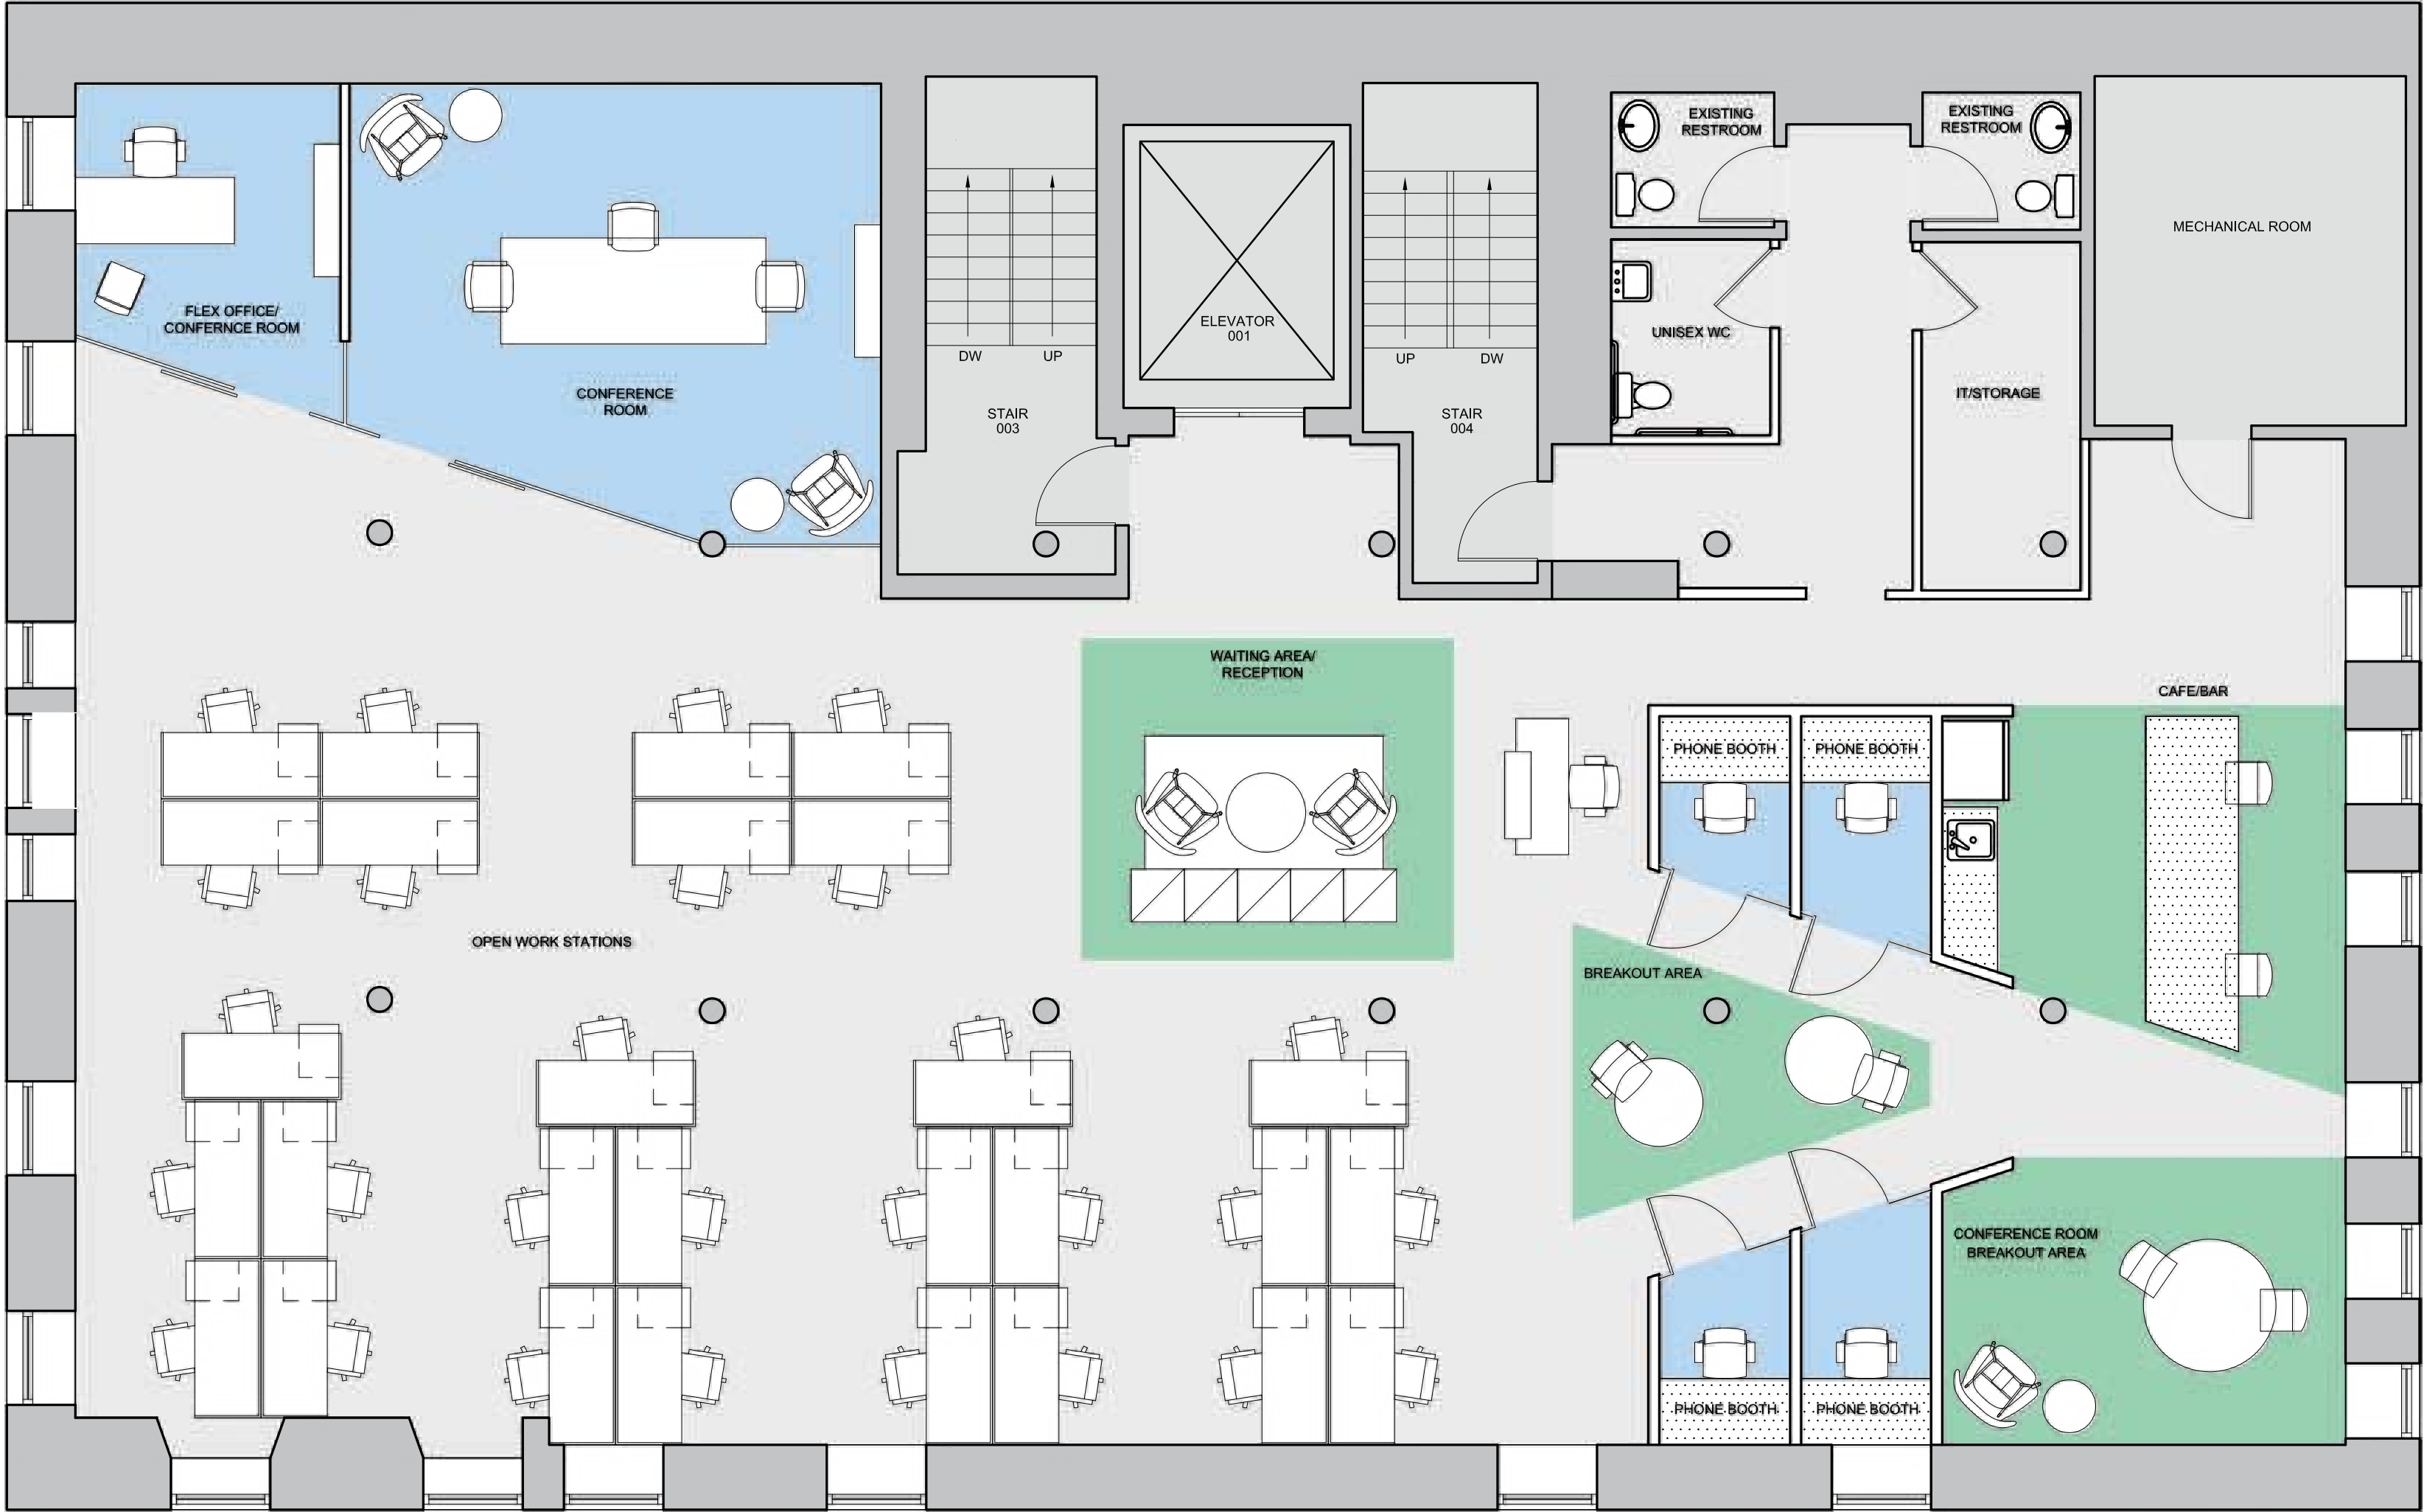 EXISTING
RESTROOM
EXISTING
RESTROOM
MECHANICAL ROOM
FLEX OFFICE/
CONFERNCE ROOM
ELEVATOR
001
UNISEX WC
DW
UP
UP
DW
CONFERENCE
ROOM
IT/STORAGE
STAIR
003
STAIR
004
WAITING AREA/
RECEPTION
CAFE/BAR
PHONE BOOTH
PHONE BOOTH
OPEN WORK STATIONS
BREAKOUT AREA
CONFERENCE ROOM
BREAKOUT AREA
PHONE BOOTH
PHONE BOOTH